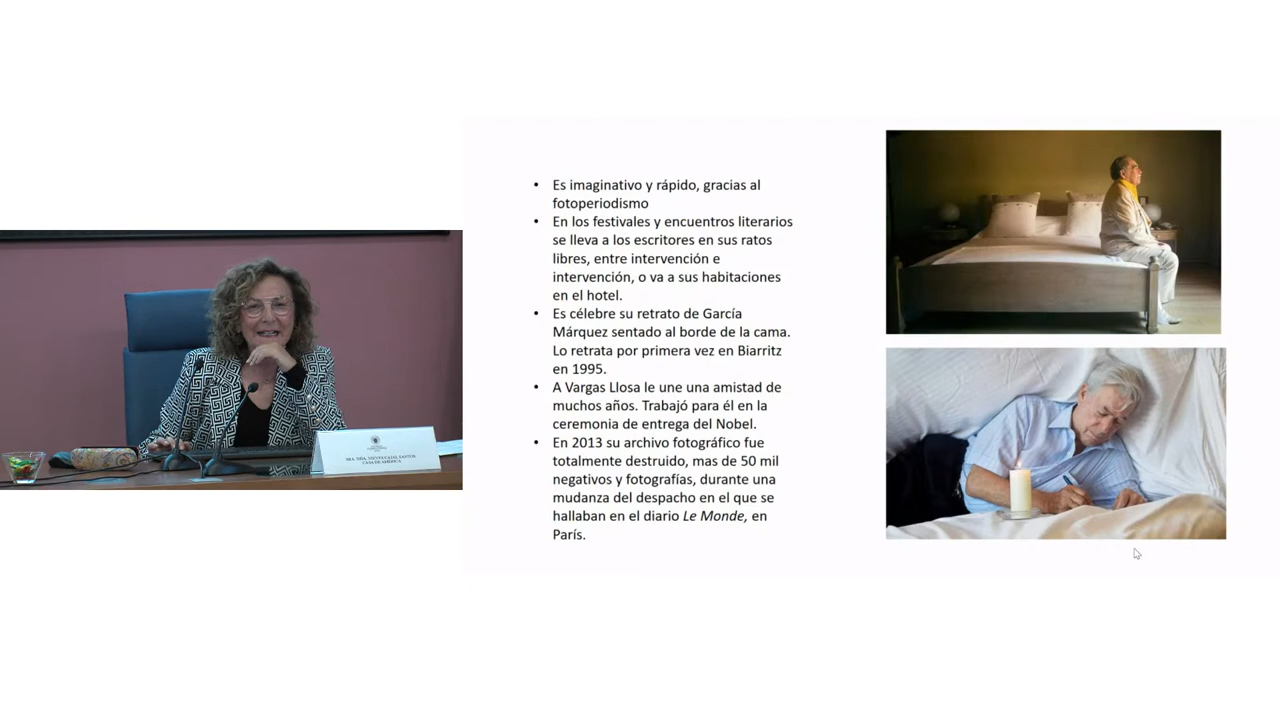 • Es imaginativo y rápido, gracias al
fotoperiodismo
• En los festivales y encuentros literarios
se lleva a los escritores en sus ratos
libres, entre intervención e
intervención, o va a sus habitaciones
en el hotel.
• Es célebre su retrato de García
Márquez sentado al borde de la cama.
Lo retrata por primera vez en Biarritz
en 1995.
• A Vargas Llosa le une una amistad de
muchos años. Trabajó para él en la
ceremonia de entrega del Nobel.
• En 2013 su archivo fotográfico fue
totalmente destruido, mas de 50 mil
negativos y fotografías, durante una
mudanza del despacho en el que se
hallaban en el diario Le Monde, en
París.
CASA DE AMÉRICA